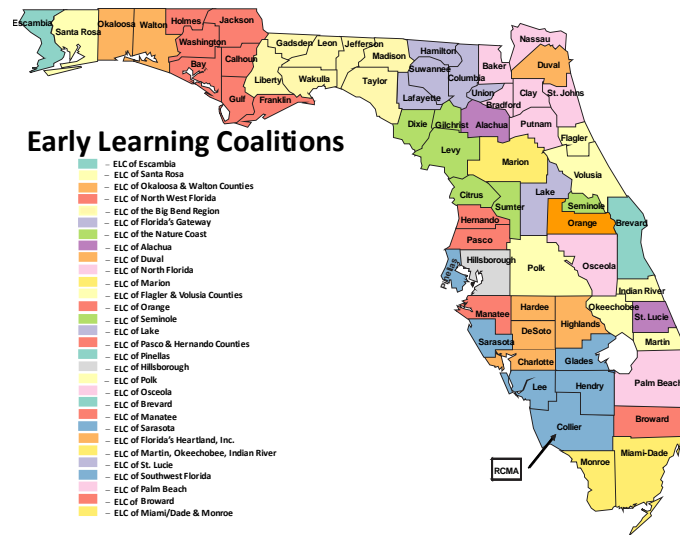 Escambia
Santa Rosa
Okaloosa
Walton
Holmes
Jackson
Washington
Bay
Calhoun
Gulf
Franklin
Gadsden
Leon
Jefferson
Madison
Liberty
Wakulla
Taylor
Hamilton
Suwannee
Columbia
Lafayette
Union
Baker
Nassau
Duval
Bradford
Clay
St. Johns
Putnam
Dixie
Gilchrist
Alachua
Levy
Marion
Flagler
Volusia
Citrus
Sumter
Lake
Seminole
Orange
Brevard
Hernando
Pasco
Pinellas
Hillsborough
Polk
Osceola
Indian River
Okeechobee
St. Lucie
Martin
Manatee
Hardee
DeSoto
Highlands
Sarasota
Charlotte
Glades
Lee
Hendry
Palm Beach
Collier
Broward
Monroe
Miami-Dade
RCMA
Early Learning Coalitions
– ELC of Escambia
– ELC of Santa Rosa
– ELC of Okaloosa & Walton Counties
– ELC of North West Florida
– ELC of the Big Bend Region
– ELC of Florida's Gateway
– ELC of the Nature Coast
– ELC of Alachua
– ELC of Duval
– ELC of North Florida
– ELC of Marion
– ELC of Flagler & Volusia Counties
– ELC of Orange
– ELC of Seminole
– ELC of Lake
– ELC of Pasco & Hernando Counties
– ELC of Pinellas
– ELC of Hillsborough
– ELC of Polk
– ELC of Osceola
– ELC of Brevard
– ELC of Manatee
– ELC of Sarasota
– ELC of Florida's Heartland, Inc.
– ELC of Martin, Okeechobee, Indian River
– ELC of St. Lucie
– ELC of Southwest Florida
– ELC of Palm Beach
– ELC of Broward
– ELC of Miami/Dade & Monroe